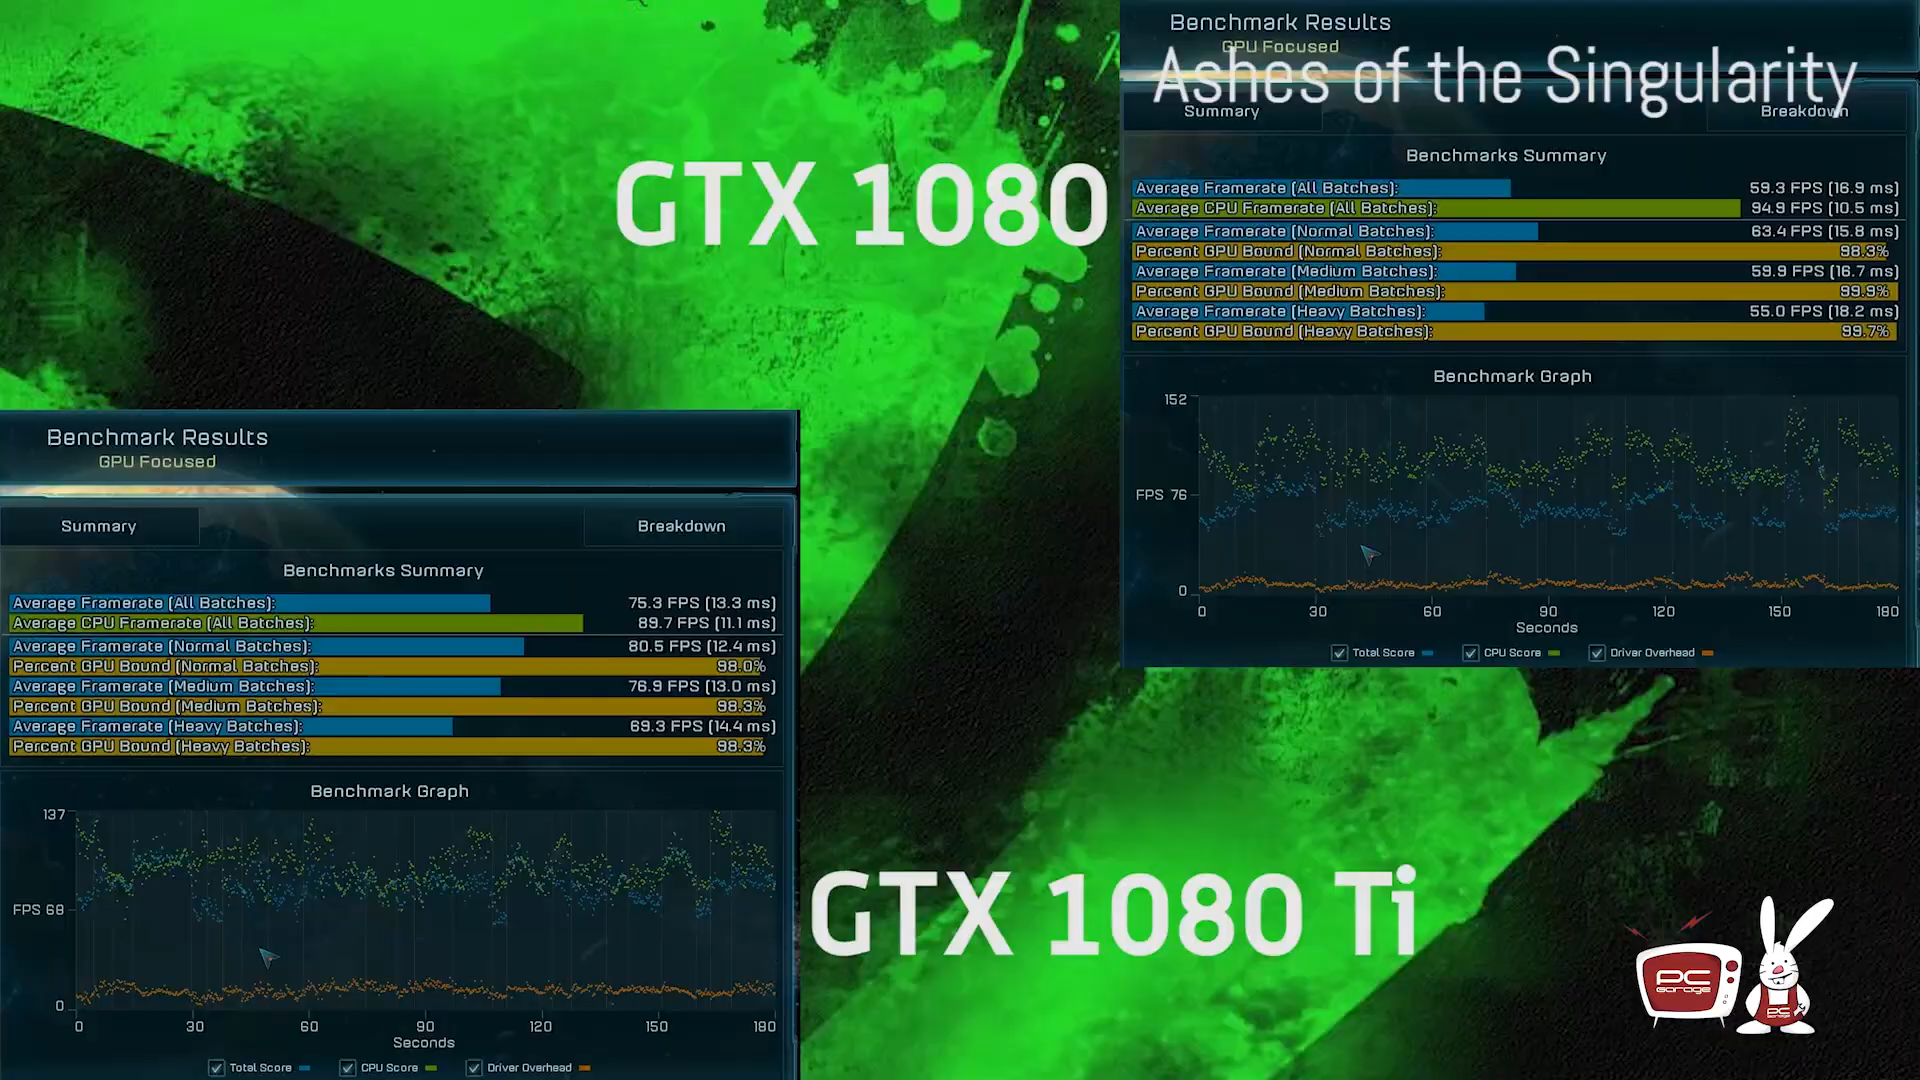 GTX 1080
Benchmark Results
GPU Focused
Ashes of the Singularity
Summary
Breakdown
Benchmarks Summary
Average Framerate (All Batches): 59.3 FPS (16.9 ms)
Average CPU Framerate (All Batches): 94.9 FPS (10.5 ms)
Average Framerate (Normal Batches): 63.4 FPS (15.8 ms)
Percent GPU Bound (Normal Batches): 98.3%
Average Framerate (Medium Batches): 59.9 FPS (16.7 ms)
Percent GPU Bound (Medium Batches): 99.9%
Average Framerate (Heavy Batches): 55.0 FPS (18.2 ms)
Percent GPU Bound (Heavy Batches): 99.7%
Benchmark Graph
152
FPS 76
0
0 30 60 90 120 150 180
Seconds
Total Score CPU Score Driver Overhead
Benchmark Results
GPU Focused
Summary
Breakdown
Benchmarks Summary
Average Framerate (All Batches): 75.3 FPS (13.3 ms)
Average CPU Framerate (All Batches): 89.7 FPS (11.1 ms)
Average Framerate (Normal Batches): 80.5 FPS (12.4 ms)
Percent GPU Bound (Normal Batches): 98.0%
Average Framerate (Medium Batches): 76.9 FPS (13.0 ms)
Percent GPU Bound (Medium Batches): 98.3%
Average Framerate (Heavy Batches): 69.3 FPS (14.4 ms)
Percent GPU Bound (Heavy Batches): 98.3%
Benchmark Graph
137
FPS 68
0
0 30 60 90 120 150 180
Seconds
Total Score CPU Score Driver Overhead
GTX 1080 Ti
PC
Garage
PC
Garage